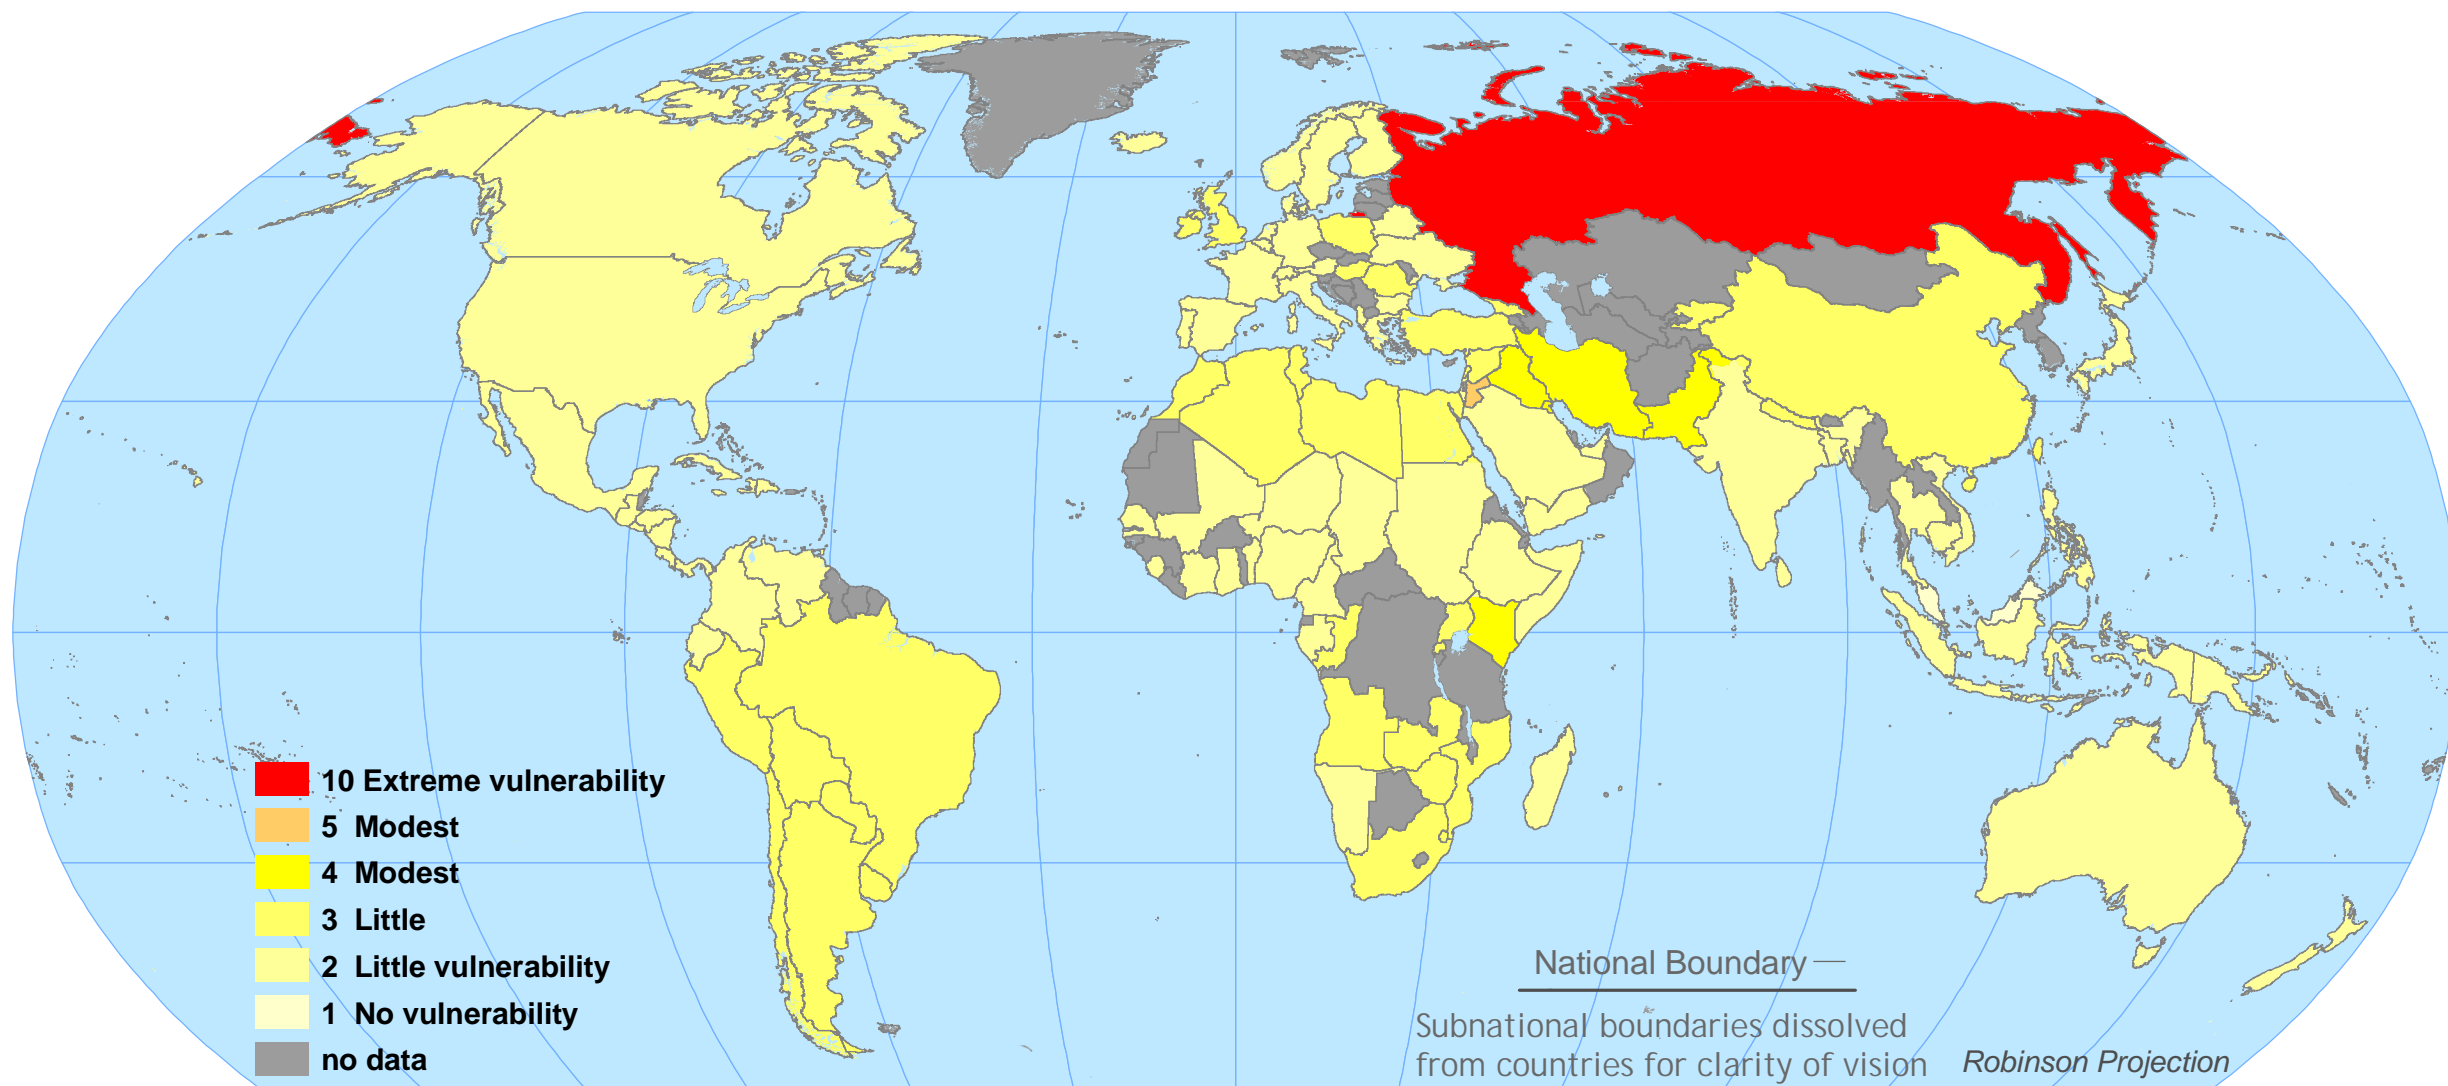 10 Extreme vulnerability
5 Modest
4 Modest
3 Little
2 Little vulnerability
1 No vulnerability
no data
National Boundary
Subnational boundaries dissolved
from countries for clarity of vision
Robinson Projection